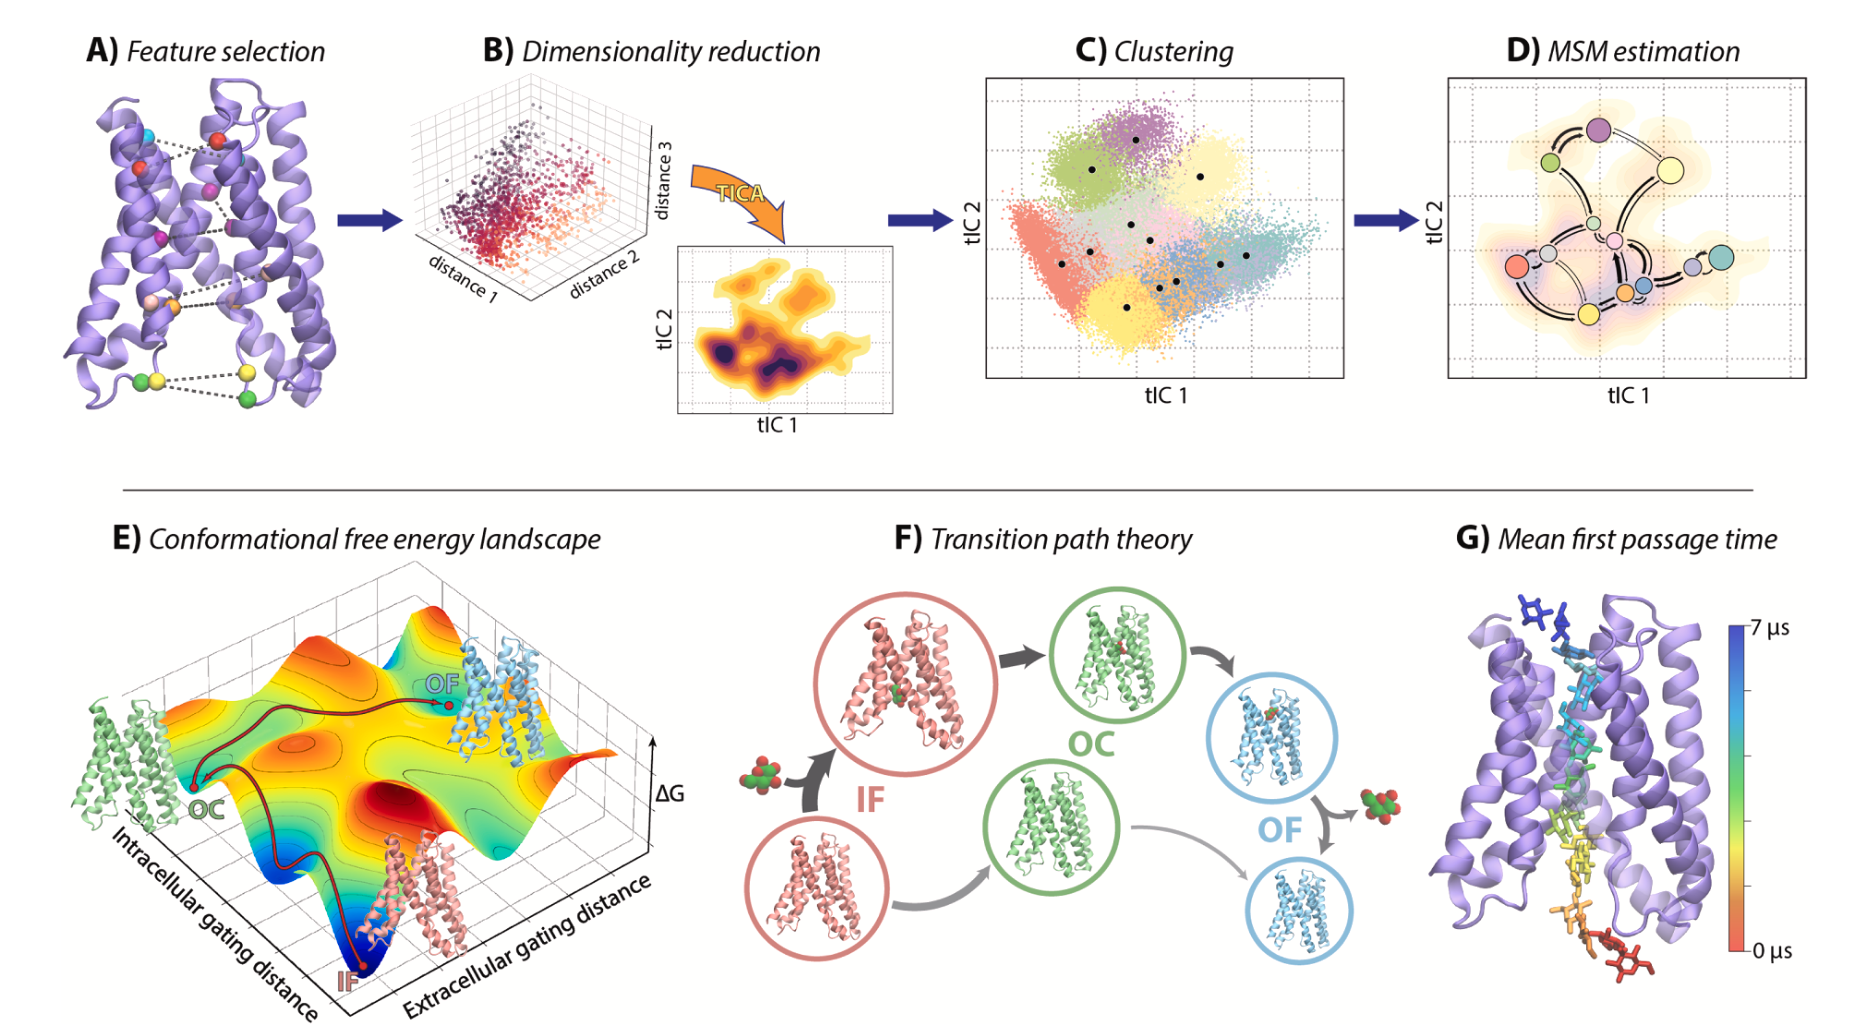 A) Feature selection
B) Dimensionality reduction
C) Clustering
D) MSM estimation
distance 1
distance 2
distance 3
TICA
tIC 2
tIC 1
tIC 2
tIC 1
tIC 2
tIC 1
E) Conformational free energy landscape
F) Transition path theory
G) Mean first passage time
OF
OC
IF
ΔG
Intracellular gating distance
Extracellular gating distance
OC
IF
OF
7 µs
0 µs